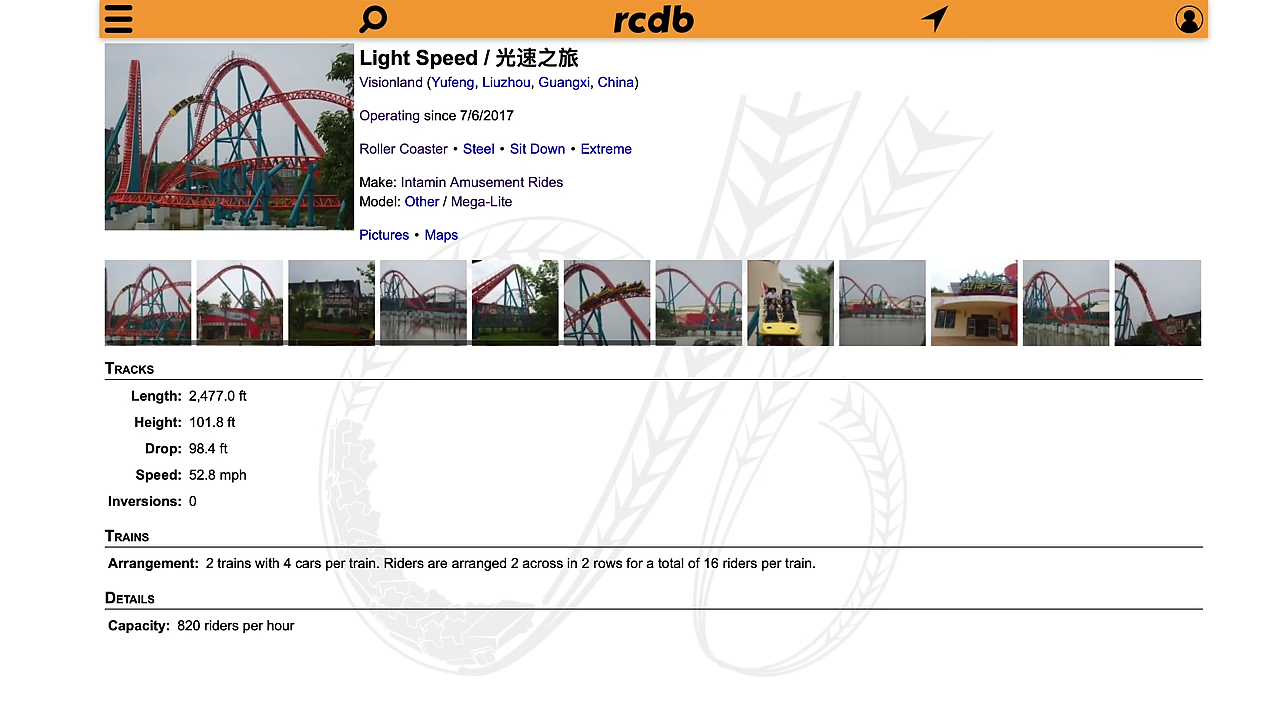 rcdb
Light Speed / 光速之旅
Visionland (Yufeng, Liuzhou, Guangxi, China)
Operating since 7/6/2017
Roller Coaster • Steel • Sit Down • Extreme
Make: Intamin Amusement Rides
Model: Other / Mega-Lite
Pictures • Maps
Tracks
Length: 2,477.0 ft
Height: 101.8 ft
Drop: 98.4 ft
Speed: 52.8 mph
Inversions: 0
Trains
Arrangement: 2 trains with 4 cars per train. Riders are arranged 2 across in 2 rows for a total of 16 riders per train.
Details
Capacity: 820 riders per hour